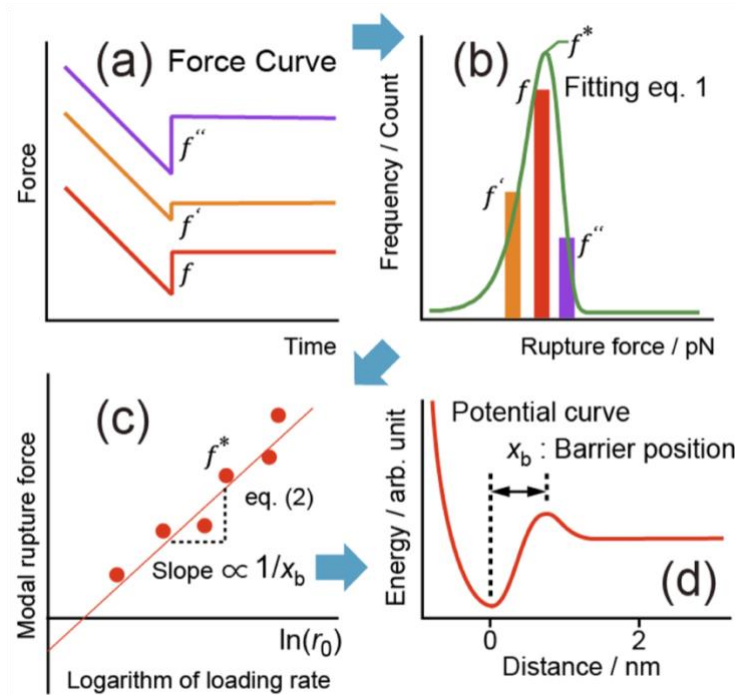 (a) Force Curve
f“
f‘
f
Force
Time
(b)
f*
f
Fitting eq. 1
f‘
f“
Frequency / Count
Rupture force / pN
(c)
f*
eq. (2)
Slope ∝ 1/xb
Modal rupture force
ln(r0)
Logarithm of loading rate
Potential curve
xb : Barrier position
(d)
Energy / arb. unit
0 2
Distance / nm